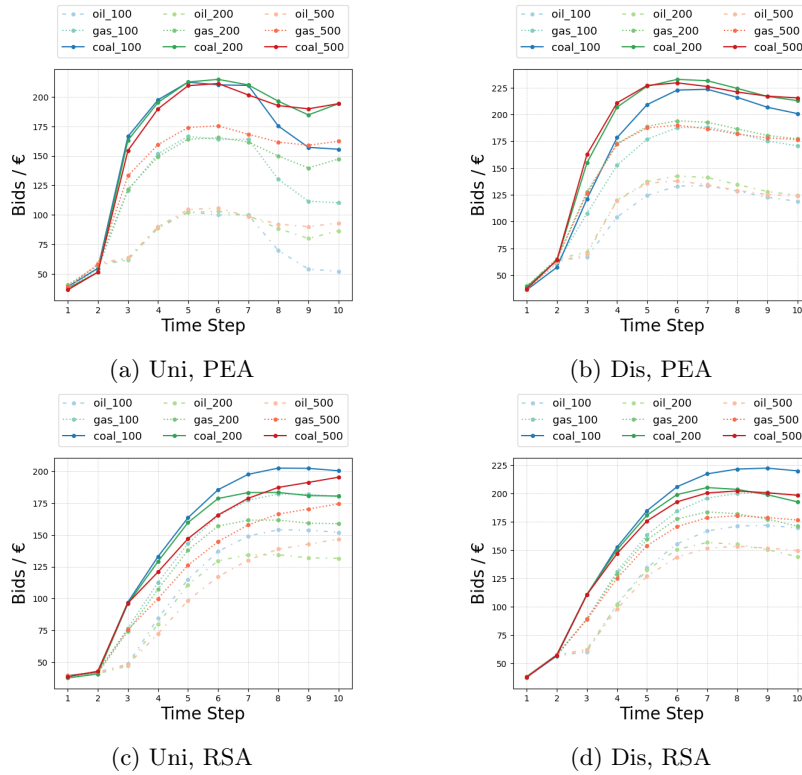 oil_100 oil_200 oil_500
gas_100 gas_200 gas_500
coal_100 coal_200 coal_500
200
175
150
125
100
75
50
Bids / €
1 2 3 4 5 6 7 8 9 10
Time Step
(a) Uni, PEA
oil_100 oil_200 oil_500
gas_100 gas_200 gas_500
coal_100 coal_200 coal_500
225
200
175
150
125
100
75
50
Bids / €
1 2 3 4 5 6 7 8 9 10
Time Step
(b) Dis, PEA
oil_100 oil_200 oil_500
gas_100 gas_200 gas_500
coal_100 coal_200 coal_500
200
175
150
125
100
75
50
Bids / €
1 2 3 4 5 6 7 8 9 10
Time Step
(c) Uni, RSA
oil_100 oil_200 oil_500
gas_100 gas_200 gas_500
coal_100 coal_200 coal_500
225
200
175
150
125
100
75
50
Bids / €
1 2 3 4 5 6 7 8 9 10
Time Step
(d) Dis, RSA